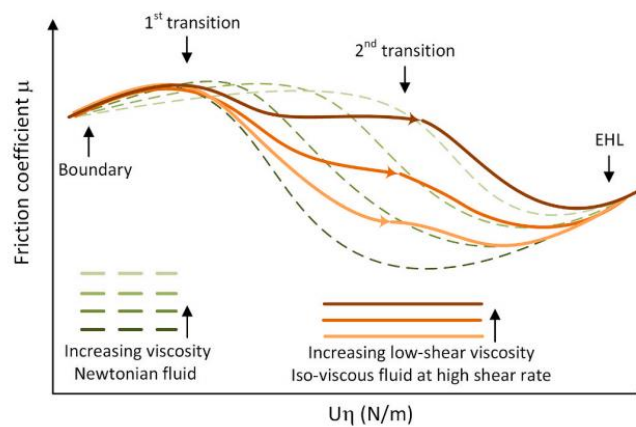 1st transition
2nd transition
EHL
Boundary
Friction coefficient μ
Increasing viscosity
Newtonian fluid
Increasing low-shear viscosity
Iso-viscous fluid at high shear rate
Uη (N/m)